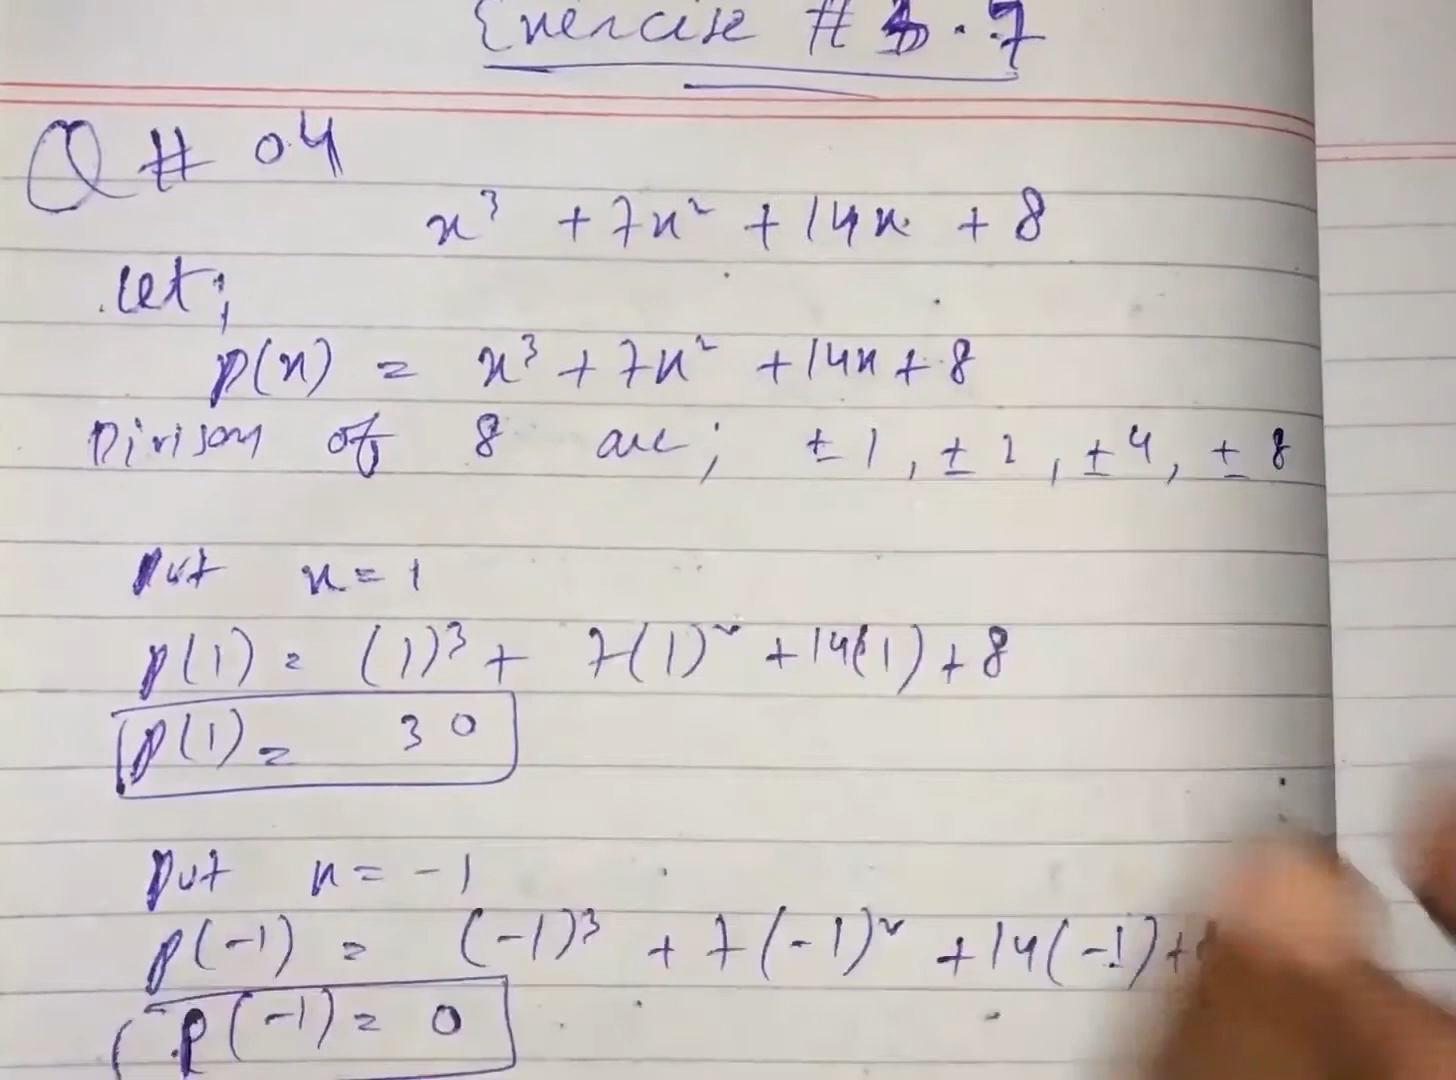 Exercise # 3.7
Q # 04
x³ + 7x² + 14x + 8
Let;
p(x) = x³ + 7x² + 14x + 8
Divison of 8 are; ±1, ±2, ±4, ±8
put x = 1
p(1) = (1)³ + 7(1)² + 14(1) + 8
p(1) = 30
put x = -1
p(-1) = (-1)³ + 7(-1)² + 14(-1) +
p(-1) = 0